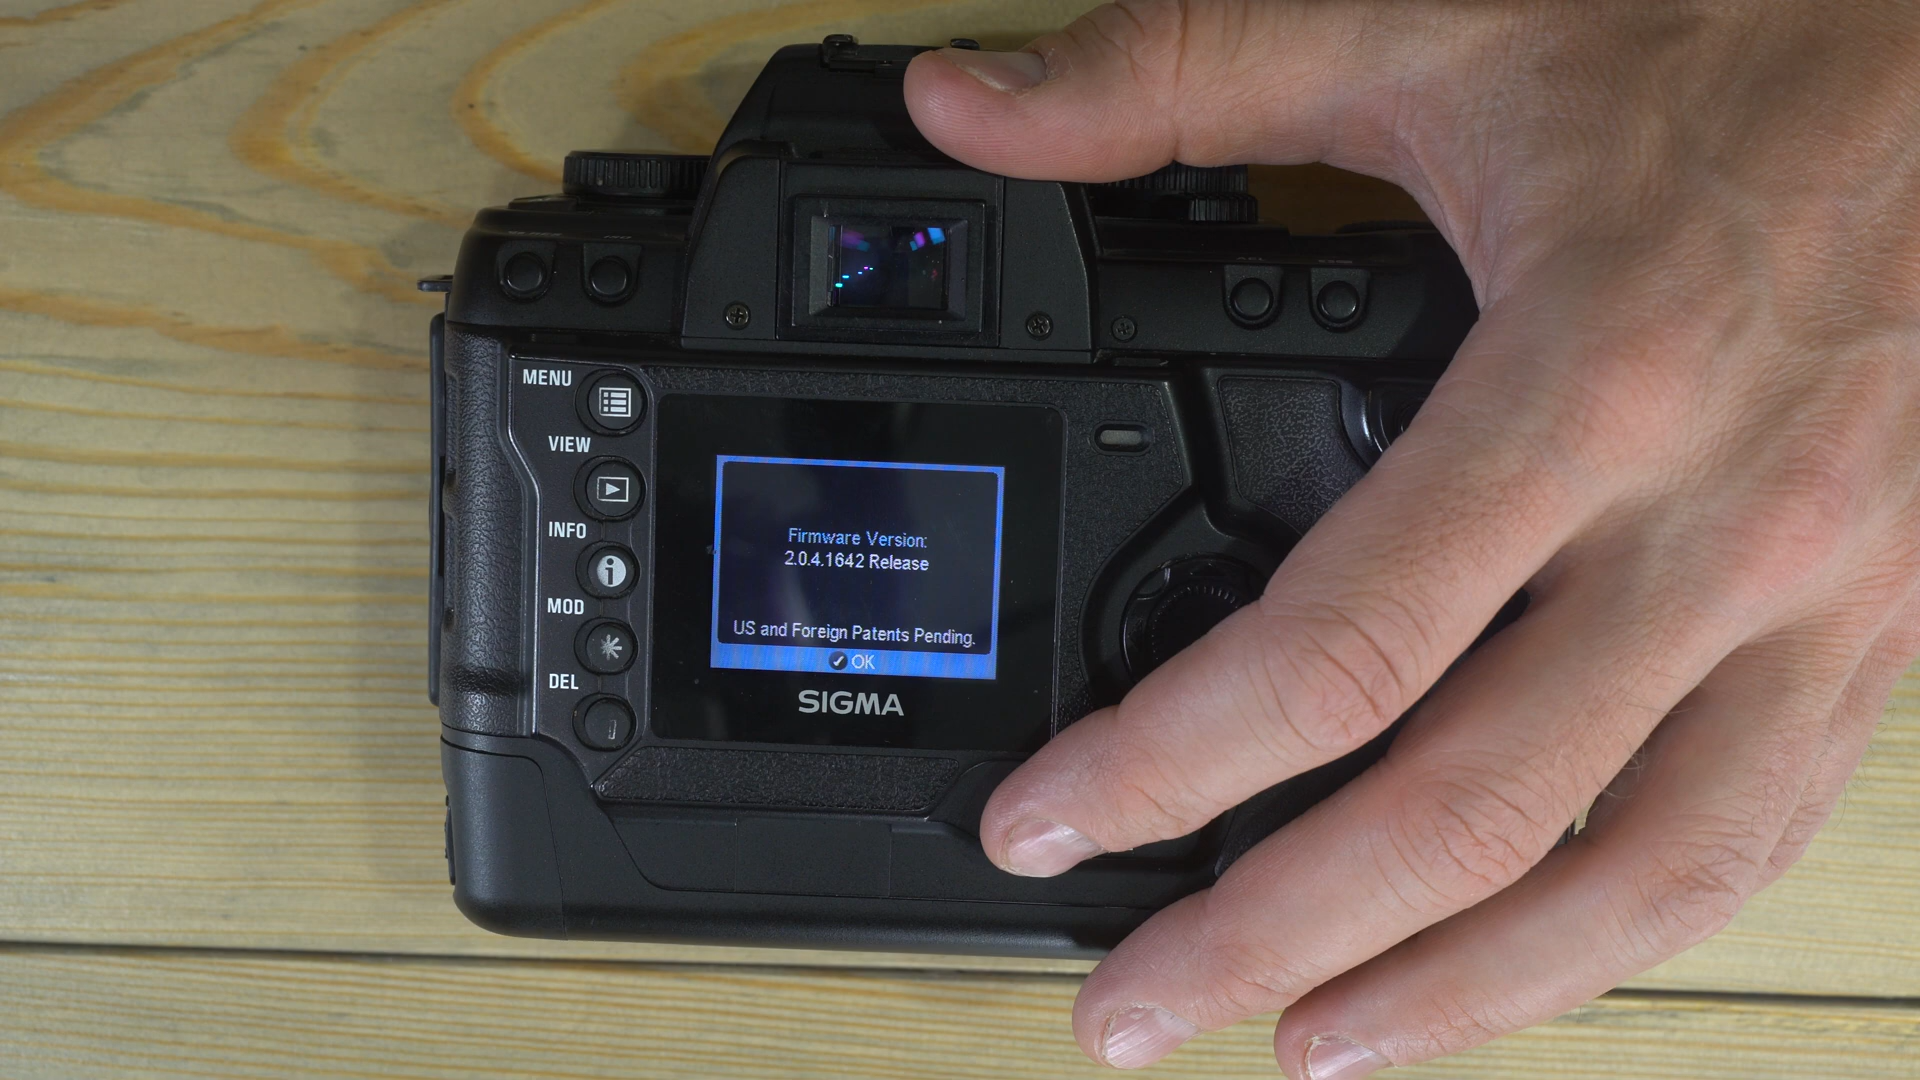 MENU
VIEW
INFO
MOD
DEL
Firmware Version:
2.0.4.1642 Release
US and Foreign Patents Pending.
OK
SIGMA